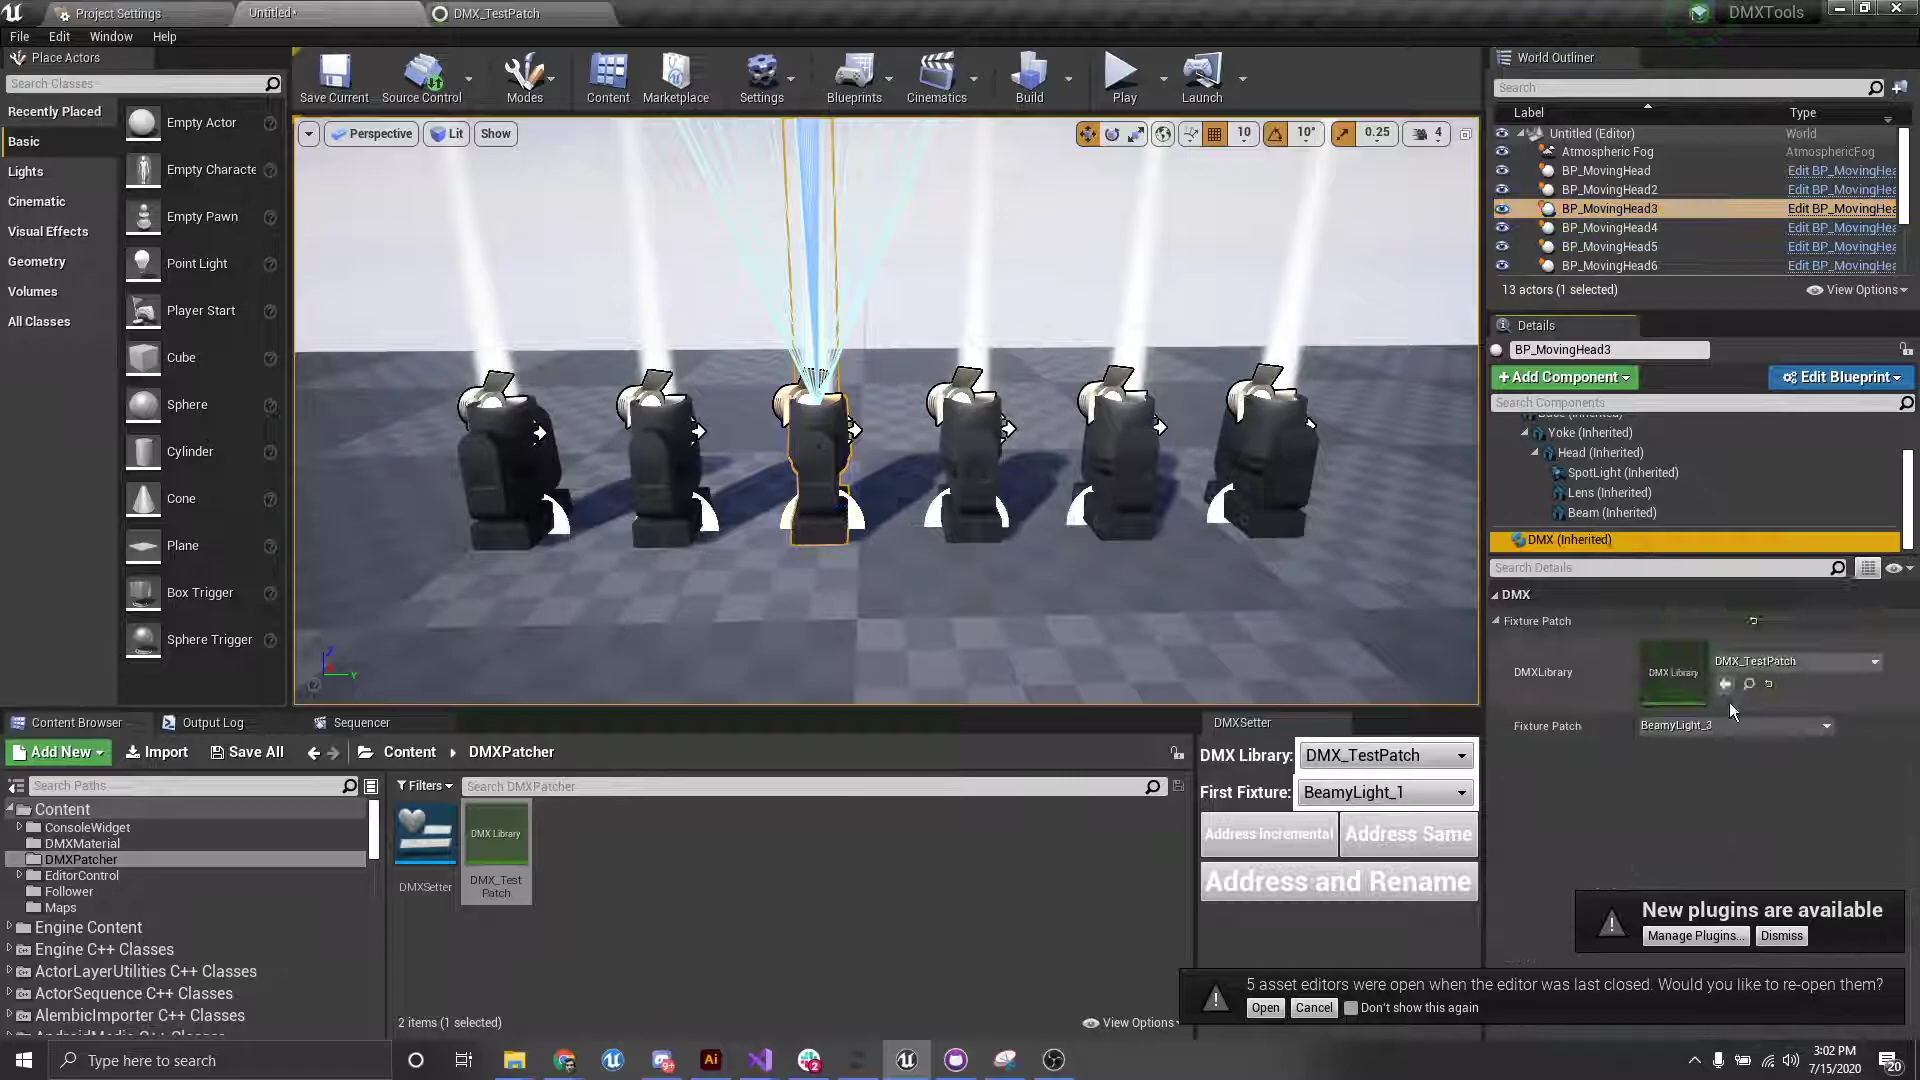 Project Settings
Untitled*
DMX_TestPatch
DMXTools
File
Edit
Window
Help
Place Actors
Search Classes
Recently Placed
Basic
Lights
Cinematic
Visual Effects
Geometry
Volumes
All Classes
Empty Actor
Empty Characte
Empty Pawn
Point Light
Player Start
Cube
Sphere
Cylinder
Cone
Plane
Box Trigger
Sphere Trigger
Save Current
Source Control
Modes
Content
Marketplace
Settings
Blueprints
Cinematics
Build
Play
Launch
Perspective
Lit
Show
10
10°
0.25
4
Z
Y
World Outliner
Search
Label
Type
Untitled (Editor)
World
Atmospheric Fog
AtmosphericFog
BP_MovingHead
Edit BP_MovingHea
BP_MovingHead2
Edit BP_MovingHea
BP_MovingHead3
Edit BP_MovingHea
BP_MovingHead4
Edit BP_MovingHea
BP_MovingHead5
Edit BP_MovingHea
BP_MovingHead6
Edit BP_MovingHea
13 actors (1 selected)
View Options
Details
BP_MovingHead3
+ Add Component
Edit Blueprint
Search Components
Base (Inherited)
Yoke (Inherited)
Head (Inherited)
SpotLight (Inherited)
Lens (Inherited)
Beam (Inherited)
DMX (Inherited)
Search Details
DMX
Fixture Patch
DMXLibrary
DMX Library
DMX_TestPatch
Fixture Patch
BeamyLight_3
Content Browser
Output Log
Sequencer
Add New
Import
Save All
Content
DMXPatcher
Search Paths
Content
ConsoleWidget
DMXMaterial
DMXPatcher
EditorControl
Follower
Maps
Engine Content
Engine C++ Classes
ActorLayerUtilities C++ Classes
ActorSequence C++ Classes
AlembicImporter C++ Classes
AndroidMedia C++ Classes
Filters
Search DMXPatcher
DMXSetter
DMX Library
DMX_Test
Patch
2 items (1 selected)
View Options
DMXSetter
DMX Library:
DMX_TestPatch
First Fixture:
BeamyLight_1
Address Incremental
Address Same
Address and Rename
New plugins are available
Manage Plugins...
Dismiss
5 asset editors were open when the editor was last closed. Would you like to re-open them?
Open
Cancel
Don't show this again
Type here to search
Ai
9+
2
3:02 PM
7/15/2020
20